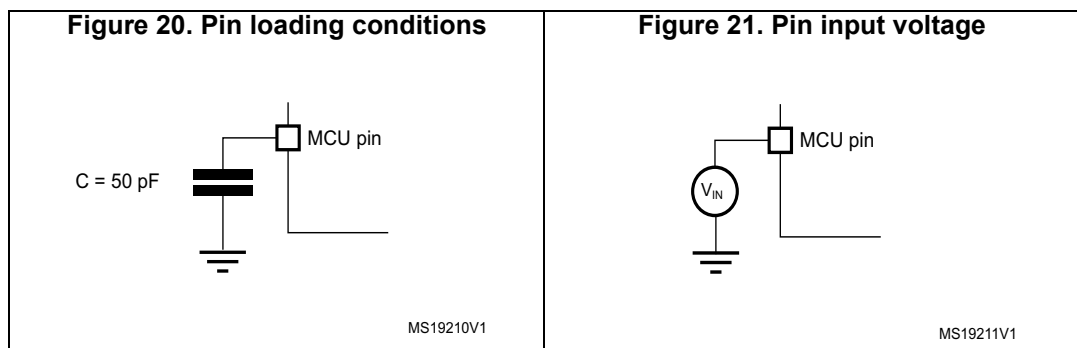 Figure 20. Pin loading conditions
MCU pin
C = 50 pF
MS19210V1
Figure 21. Pin input voltage
MCU pin
VIN
MS19211V1